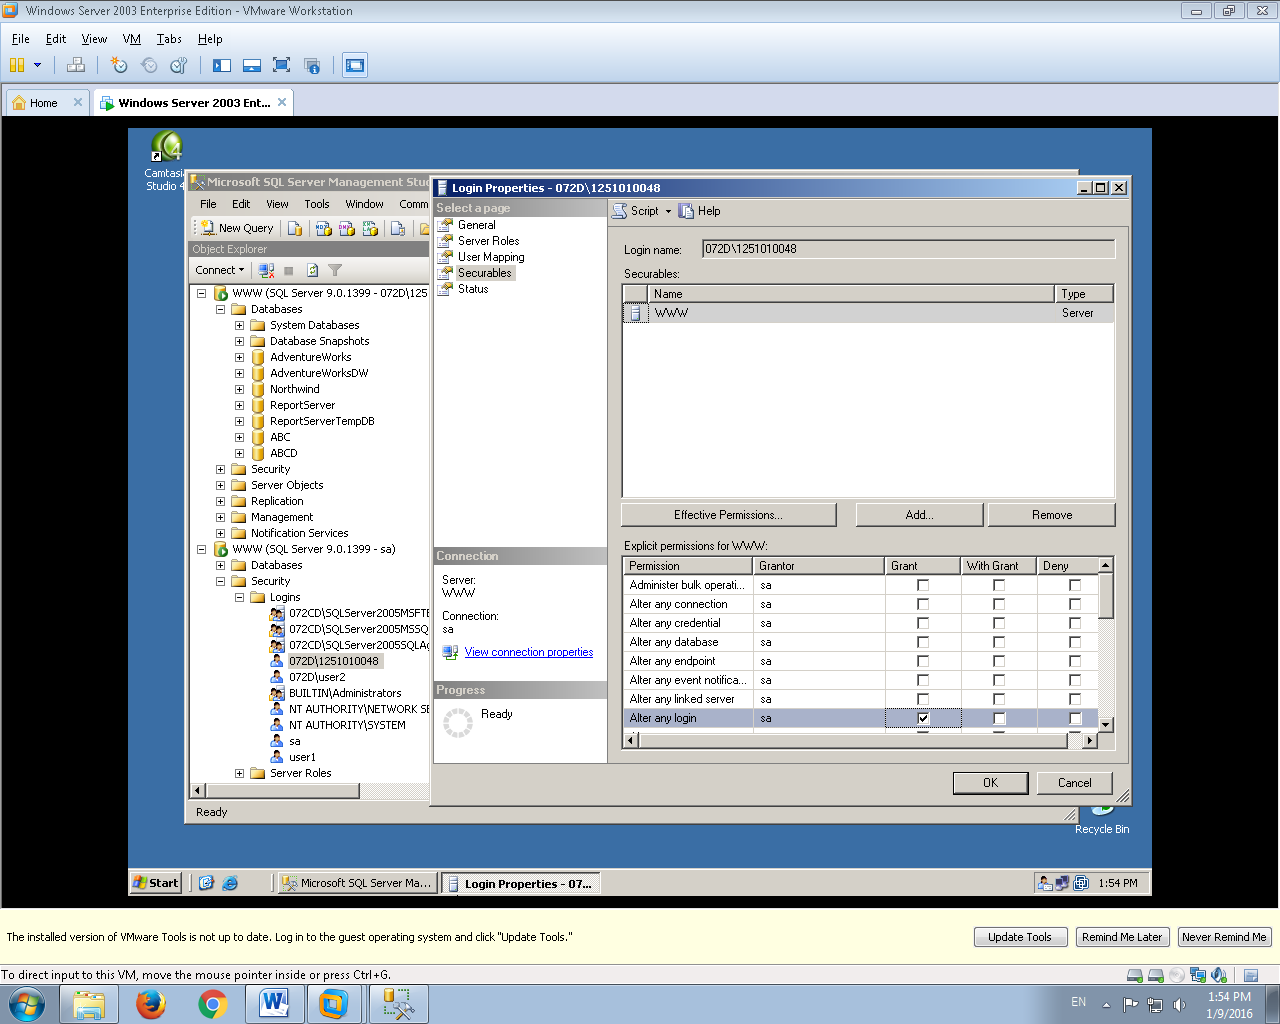 Windows Server 2003 Enterprise Edition - VMware Workstation
File Edit View VM Tabs Help
Home
Windows Server 2003 Ent...
Camtasia
Studio 4
Microsoft SQL Server Management Stu
File Edit View Tools Window Comm
New Query
Object Explorer
Connect
WWW (SQL Server 9.0.1399 - 072D\125
Databases
System Databases
Database Snapshots
AdventureWorks
AdventureWorksDW
Northwind
ReportServer
ReportServerTempDB
ABC
ABCD
Security
Server Objects
Replication
Management
Notification Services
WWW (SQL Server 9.0.1399 - sa)
Databases
Security
Logins
072CD\SQLServer2005MSFTE
072CD\SQLServer2005MSSQ
072CD\SQLServer2005SQLAg
072D\1251010048
072D\user2
BUILTIN\Administrators
NT AUTHORITY\NETWORK SE
NT AUTHORITY\SYSTEM
sa
user1
Server Roles
Ready
Login Properties - 072D\1251010048
Select a page
General
Server Roles
User Mapping
Securables
Status
Connection
Server:
WWW
Connection:
sa
View connection properties
Progress
Ready
Script Help
Login name: 072D\1251010048
Securables:
Name Type
WWW Server
Effective Permissions... Add... Remove
Explicit permissions for WWW:
Permission Grantor Grant With Grant Deny
Administer bulk operati... sa
Alter any connection sa
Alter any credential sa
Alter any database sa
Alter any endpoint sa
Alter any event notifica... sa
Alter any linked server sa
Alter any login sa
OK Cancel
Recycle Bin
Start
Microsoft SQL Server Ma...
Login Properties - 07...
1:54 PM
The installed version of VMware Tools is not up to date. Log in to the guest operating system and click "Update Tools."
Update Tools Remind Me Later Never Remind Me
To direct input to this VM, move the mouse pointer inside or press Ctrl+G.
EN
1:54 PM
1/9/2016